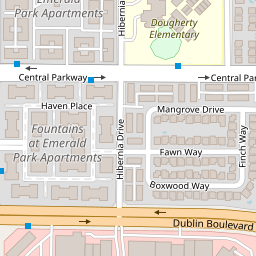 Emerald
Park Apartments
Hibernia
Dougherty
Elementary
Central Parkway
Central Park
Haven Place
Mangrove Drive
Fountains
at Emerald
Park Apartments
Hibernia Drive
Fawn Way
Finch Way
Boxwood Way
Dublin Boulevard